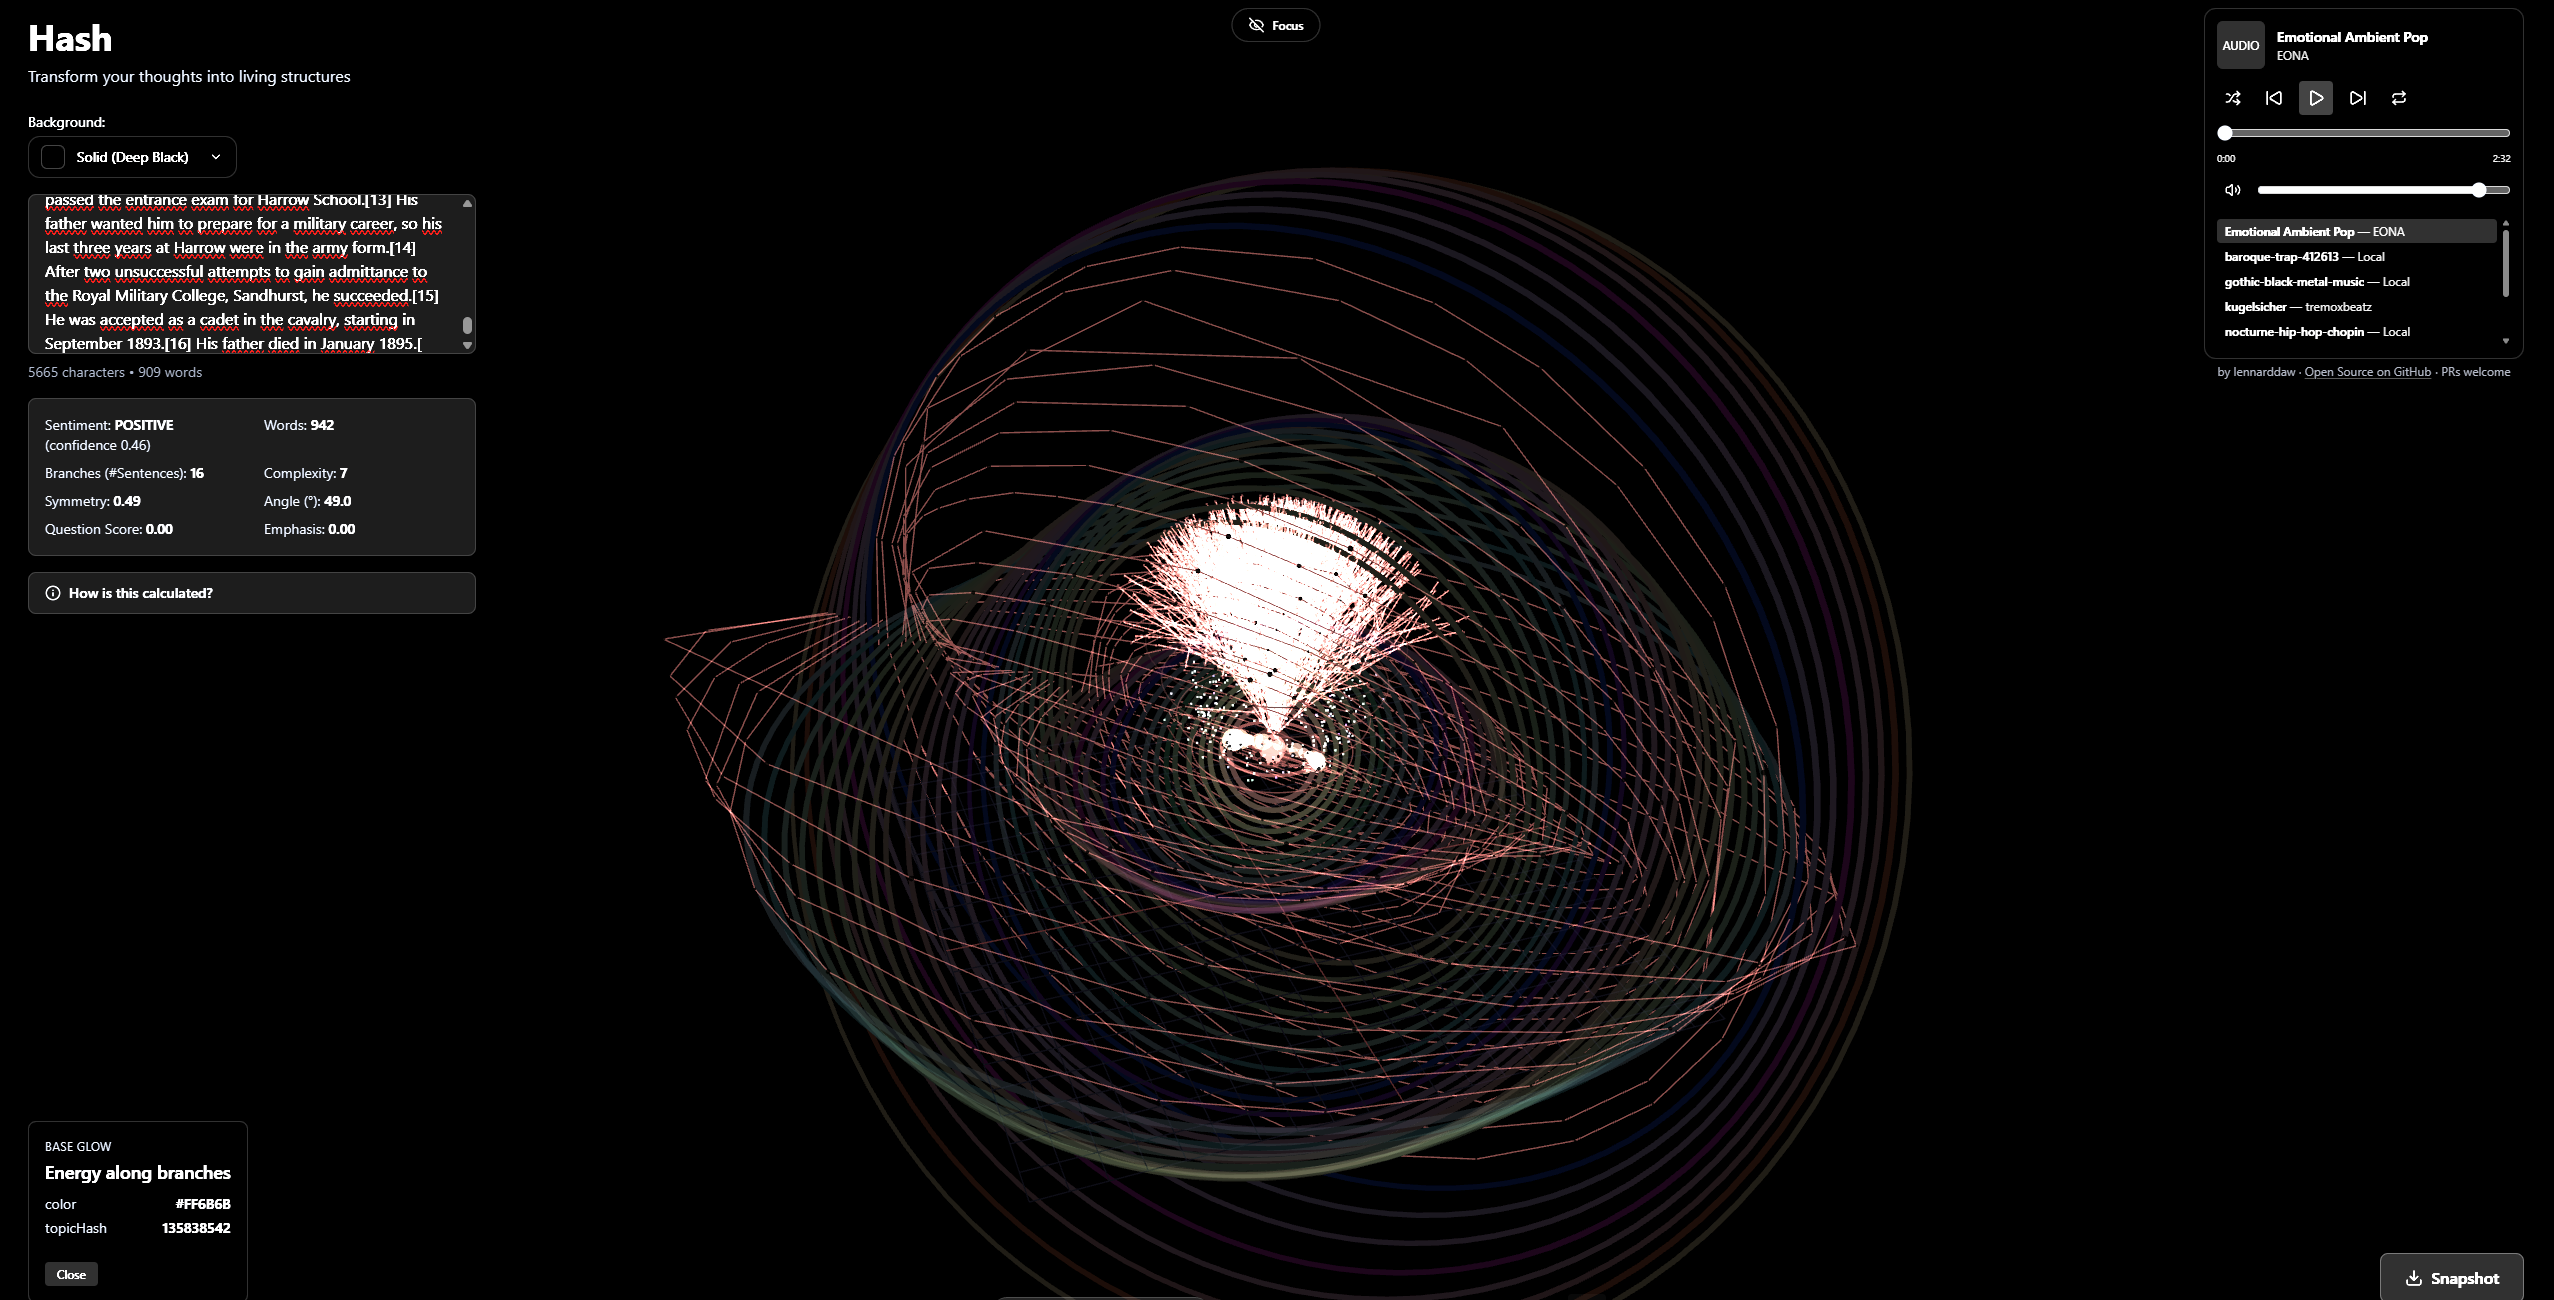 Hash
Transform your thoughts into living structures
Background:
Solid (Deep Black)
passed the entrance exam for Harrow School.[13] His
father wanted him to prepare for a military career, so his
last three years at Harrow were in the army form.[14]
After two unsuccessful attempts to gain admittance to
the Royal Military College, Sandhurst, he succeeded.[15]
He was accepted as a cadet in the cavalry, starting in
September 1893.[16] His father died in January 1895.[
5665 characters • 909 words
Sentiment: POSITIVE
(confidence 0.46)
Words: 942
Branches (#Sentences): 16
Complexity: 7
Symmetry: 0.49
Angle (°): 49.0
Question Score: 0.00
Emphasis: 0.00
How is this calculated?
BASE GLOW
Energy along branches
color #FF6B6B
topicHash 135838542
Close
Focus
AUDIO
Emotional Ambient Pop
EONA
0:00 2:32
Emotional Ambient Pop — EONA
baroque-trap-412613 — Local
gothic-black-metal-music — Local
kugelsicher — tremoxbeatz
nocturne-hip-hop-chopin — Local
by lennarddaw · Open Source on GitHub · PRs welcome
Snapshot